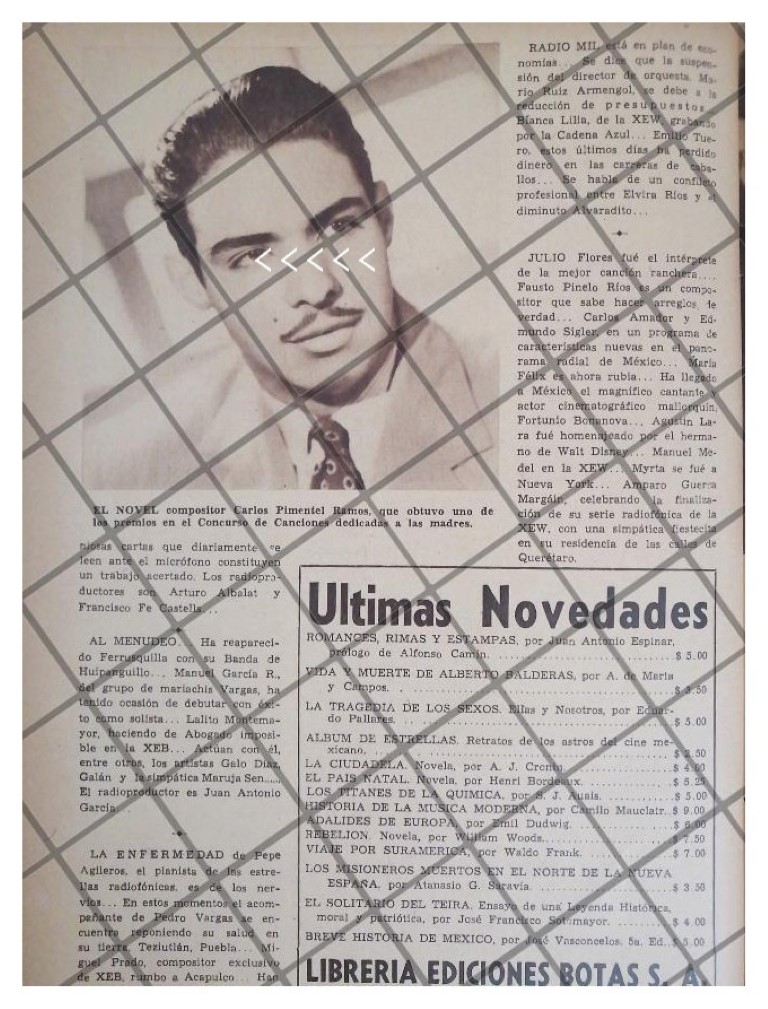 <<<<<
EL NOVEL compositor Carlos Pimentel Ramos, que obtuvo uno de
los premios en el Concurso de Canciones dedicadas a las madres.
niosas cartas que diariamente se
leen ante el micrófono constituyen
un trabajo acertado. Los radiopro-
ductores son Arturo Albalat y
Francisco Fe Castells...
AL MENUDEO... Ha reapareci-
do Ferrusquilla con su Banda de
Huipanguillo... Manuel García R.,
del grupo de mariachis Vargas, ha
tenido ocasión de debutar con éxi-
to como solista... Lalito Montema-
yor, haciendo de Abogado imposi-
ble en la XEB... Actúan con él,
entre otros, los artistas Galo Díaz,
Galán y la simpática Maruja Sen....
El radioproductor es Juan Antonio
García...
LA ENFERMEDAD de Pepe
Agüeros, el pianista de las estre-
llas radiofónicas, es de los ner-
vios... En estos momentos el acom-
pañante de Pedro Vargas se en-
cuentra reponiendo su salud en
su tierra, Teziutlán, Puebla... Mi-
guel Prado, compositor exclusivo
de XEB, rumbo a Acapulco... Han
RADIO MIL está en plan de eco-
nomías... Se dice que la suspen-
sión del director de orquesta, Ma-
rio Ruiz Armengol, se debe a la
reducción de presupuestos
Blanca Lilia, de la XEW, grabando
por la Cadena Azul... Emilio Tue-
ro, estos últimos días ha perdido
dinero en las carreras de caba-
llos... Se habla de un conflicto
profesional entre Elvira Ríos y el
diminuto Alvaradito...
JULIO Flores fué el intérprete
de la mejor canción ranchera....
Fausto Pinelo Ríos es un compo-
sitor que sabe hacer arreglos de
verdad... Carlos Amador y Ed-
mundo Sigler, en un programa de
características nuevas en el pano-
rama radial de México... María
Félix es ahora rubia... Ha llegado
a México el magnífico cantante y
actor cinematográfico mallorquín,
Fortunio Bonanova... Agustín La-
ra fué homenajeado por el herma-
no de Walt Disney... Manuel Me-
del en la XEW... Myrta se fué a
Nueva York... Amparo Guerra
Margáin, celebrando la finaliza-
ción de su serie radiofónica de la
XEW, con una simpática fiestecita
en su residencia de las calles de
Querétaro.
Ultimas Novedades
ROMANCES, RIMAS Y ESTAMPAS, por Juan Antonio Espinar,
prólogo de Alfonso Camín. $ 5.00
VIDA Y MUERTE DE ALBERTO BALDERAS, por A. de María
y Campos. $ 3.50
LA TRAGEDIA DE LOS SEXOS. Ellas y Nosotros, por Eduar-
do Pallares. $ 5.00
ALBUM DE ESTRELLAS. Retratos de los astros del cine me-
xicano. $ 2.50
LA CIUDADELA. Novela, por A. J. Cronin. $ 4.00
EL PAIS NATAL. Novela, por Henri Bordeaux. $ 5.25
LOS TITANES DE LA QUIMICA, por S. J. Auais. $ 5.00
HISTORIA DE LA MUSICA MODERNA, por Camilo Mauclair.. $ 9.00
ADALIDES DE EUROPA, por Emil Dudwig. $ 6.00
REBELION. Novela, por William Woods. $ 7.50
VIAJE POR SURAMERICA, por Waldo Frank. $ 7.00
LOS MISIONEROS MUERTOS EN EL NORTE DE LA NUEVA
ESPAÑA, por Atanasio G. Saravia. $ 3.50
EL SOLITARIO DEL TEIRA. Ensayo de una Leyenda Histórica,
moral y patriótica, por José Francisco Sotomayor. $ 4.00
BREVE HISTORIA DE MEXICO, por José Vasconcelos. 5a. Ed.. $ 5.00
LIBRERIA EDICIONES BOTAS S. A.